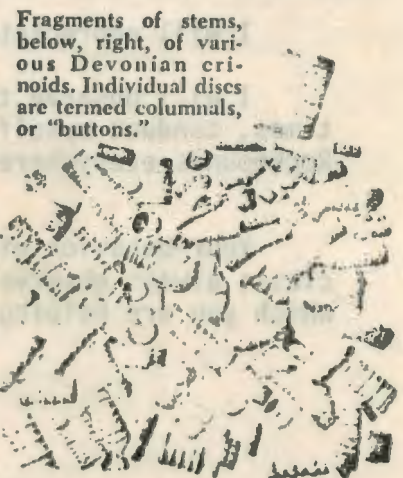 Fragments of stems,
below, right, of vari-
ous Devonian cri-
noids. Individual discs
are termed columnals,
or "buttons."